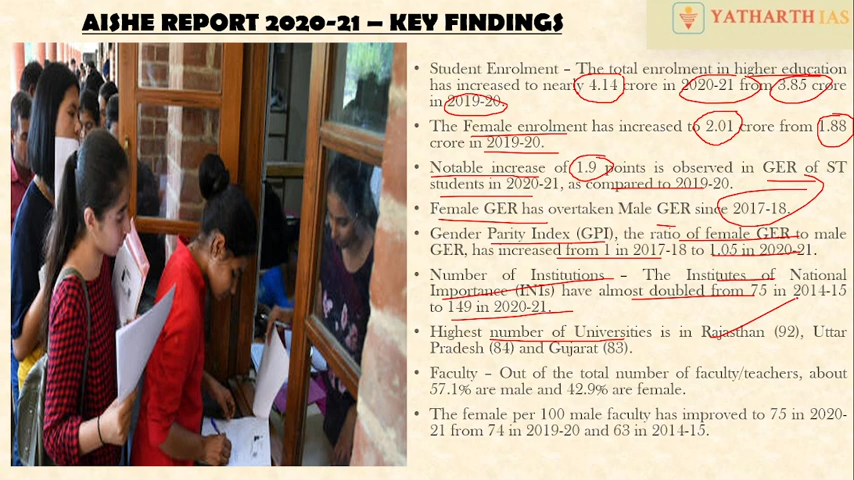 AISHE REPORT 2020-21 – KEY FINDINGS
YATHARTH IAS
• Student Enrolment – The total enrolment in higher education
has increased to nearly 4.14 crore in 2020-21 from 3.85 crore
in 2019-20.
• The Female enrolment has increased to 2.01 crore from 1.88
crore in 2019-20.
• Notable increase of 1.9 points is observed in GER of ST
students in 2020-21, as compared to 2019-20.
• Female GER has overtaken Male GER since 2017-18.
• Gender Parity Index (GPI), the ratio of female GER to male
GER, has increased from 1 in 2017-18 to 1.05 in 2020-21.
• Number of Institutions – The Institutes of National
Importance (INIs) have almost doubled from 75 in 2014-15
to 149 in 2020-21.
• Highest number of Universities is in Rajasthan (92), Uttar
Pradesh (84) and Gujarat (83).
• Faculty – Out of the total number of faculty/teachers, about
57.1% are male and 42.9% are female.
• The female per 100 male faculty has improved to 75 in 2020-
21 from 74 in 2019-20 and 63 in 2014-15.